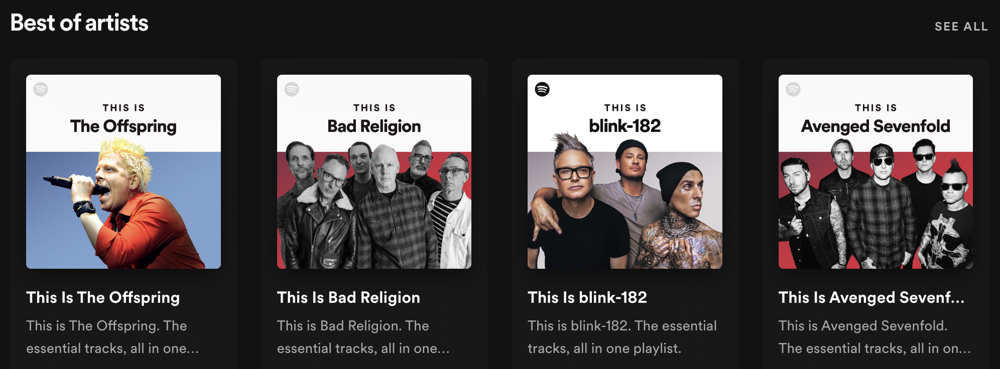 Best of artists
SEE ALL
THIS IS
The Offspring
This Is The Offspring
This is The Offspring. The
essential tracks, all in one...
THIS IS
Bad Religion
This Is Bad Religion
This is Bad Religion. The
essential tracks, all in one...
THIS IS
blink-182
This Is blink-182
This is blink-182. The essential
tracks, all in one playlist.
THIS IS
Avenged Sevenfold
This Is Avenged Sevenf...
This is Avenged Sevenfold.
The essential tracks, all in on...